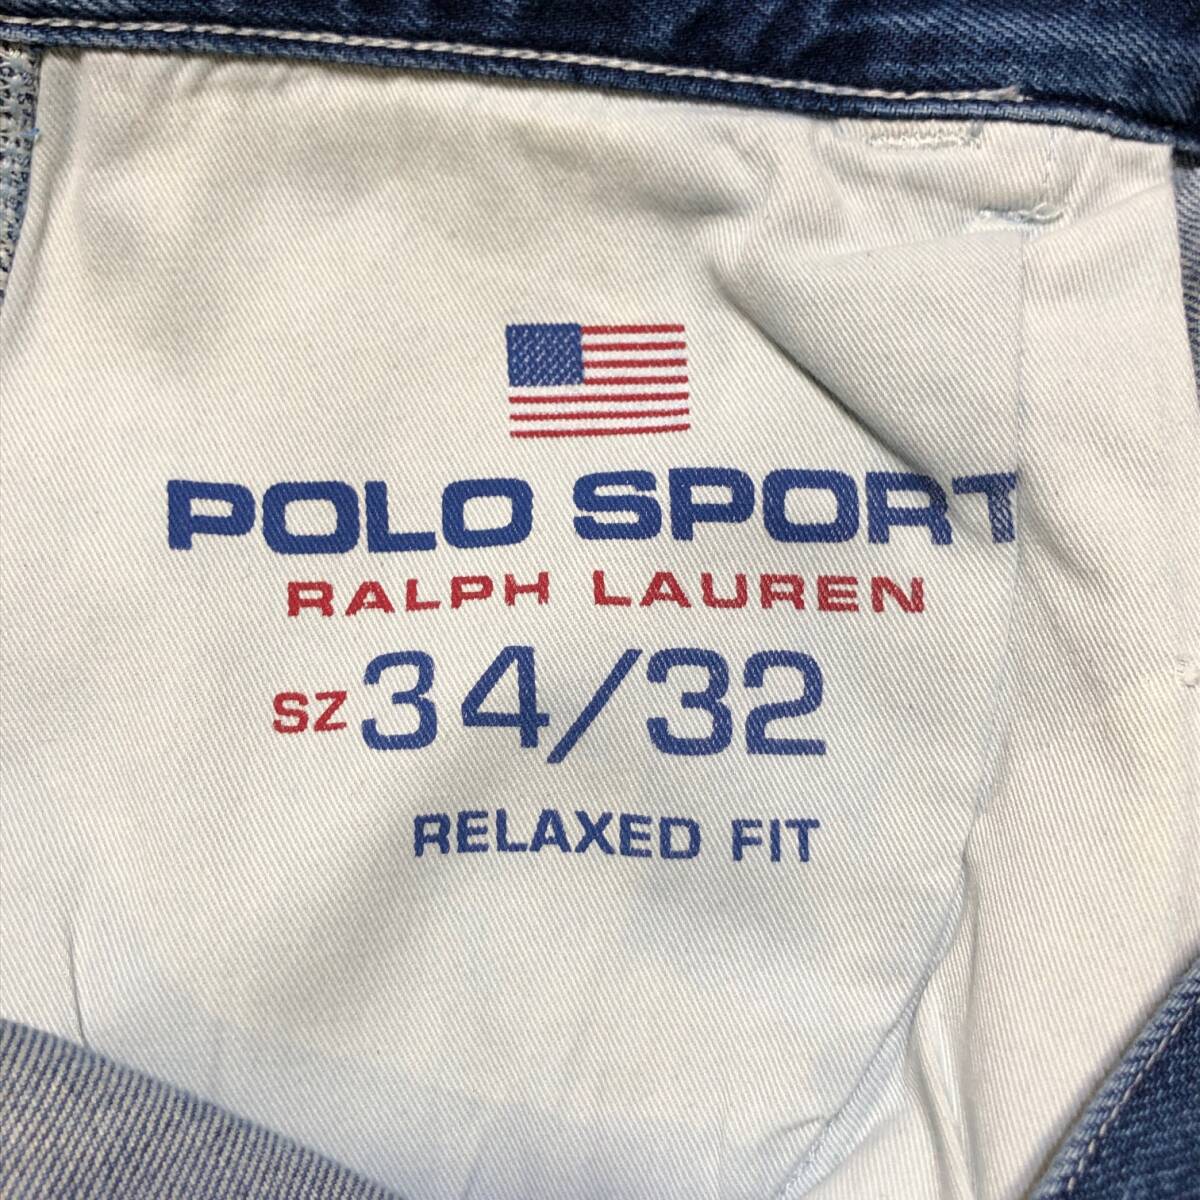 POLO SPORT
RALPH LAUREN
SZ 34/32
RELAXED FIT